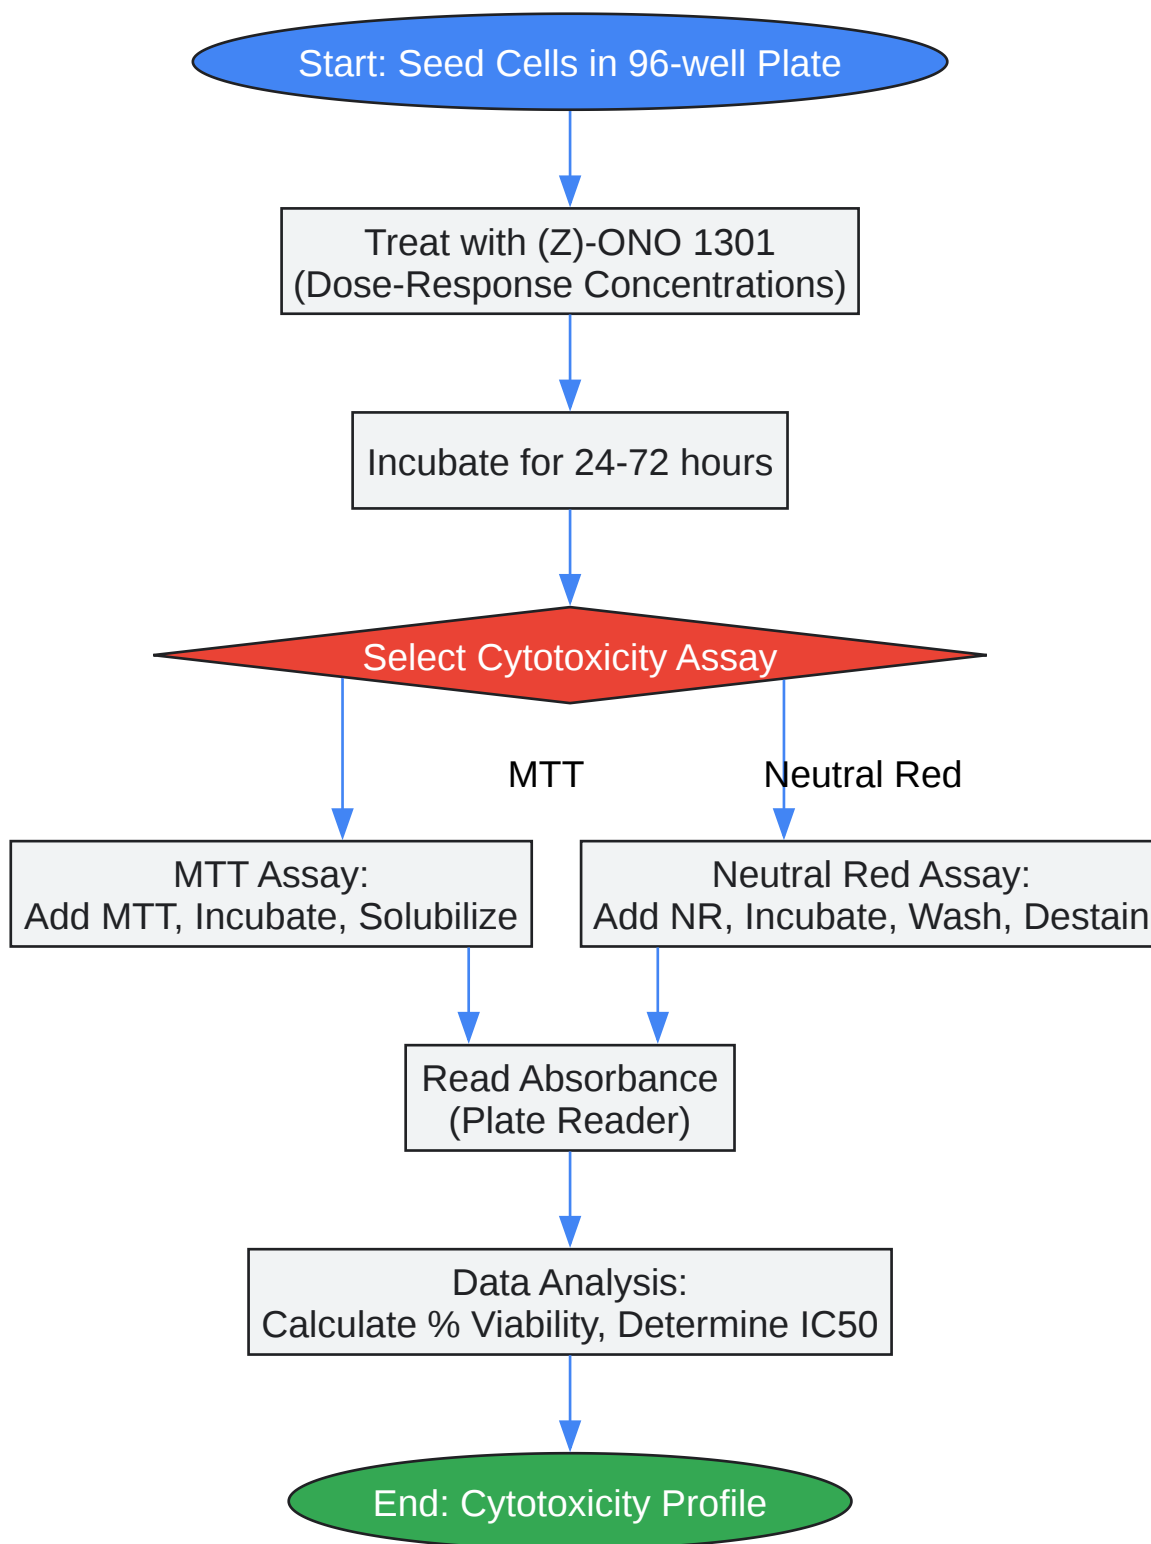 Start: Seed Cells in 96-well Plate
Treat with (Z)-ONO 1301
(Dose-Response Concentrations)
Incubate for 24-72 hours
Select Cytotoxicity Assay
MTT
Neutral Red
MTT Assay:
Add MTT, Incubate, Solubilize
Neutral Red Assay:
Add NR, Incubate, Wash, Destain
Read Absorbance
(Plate Reader)
Data Analysis:
Calculate % Viability, Determine IC50
End: Cytotoxicity Profile